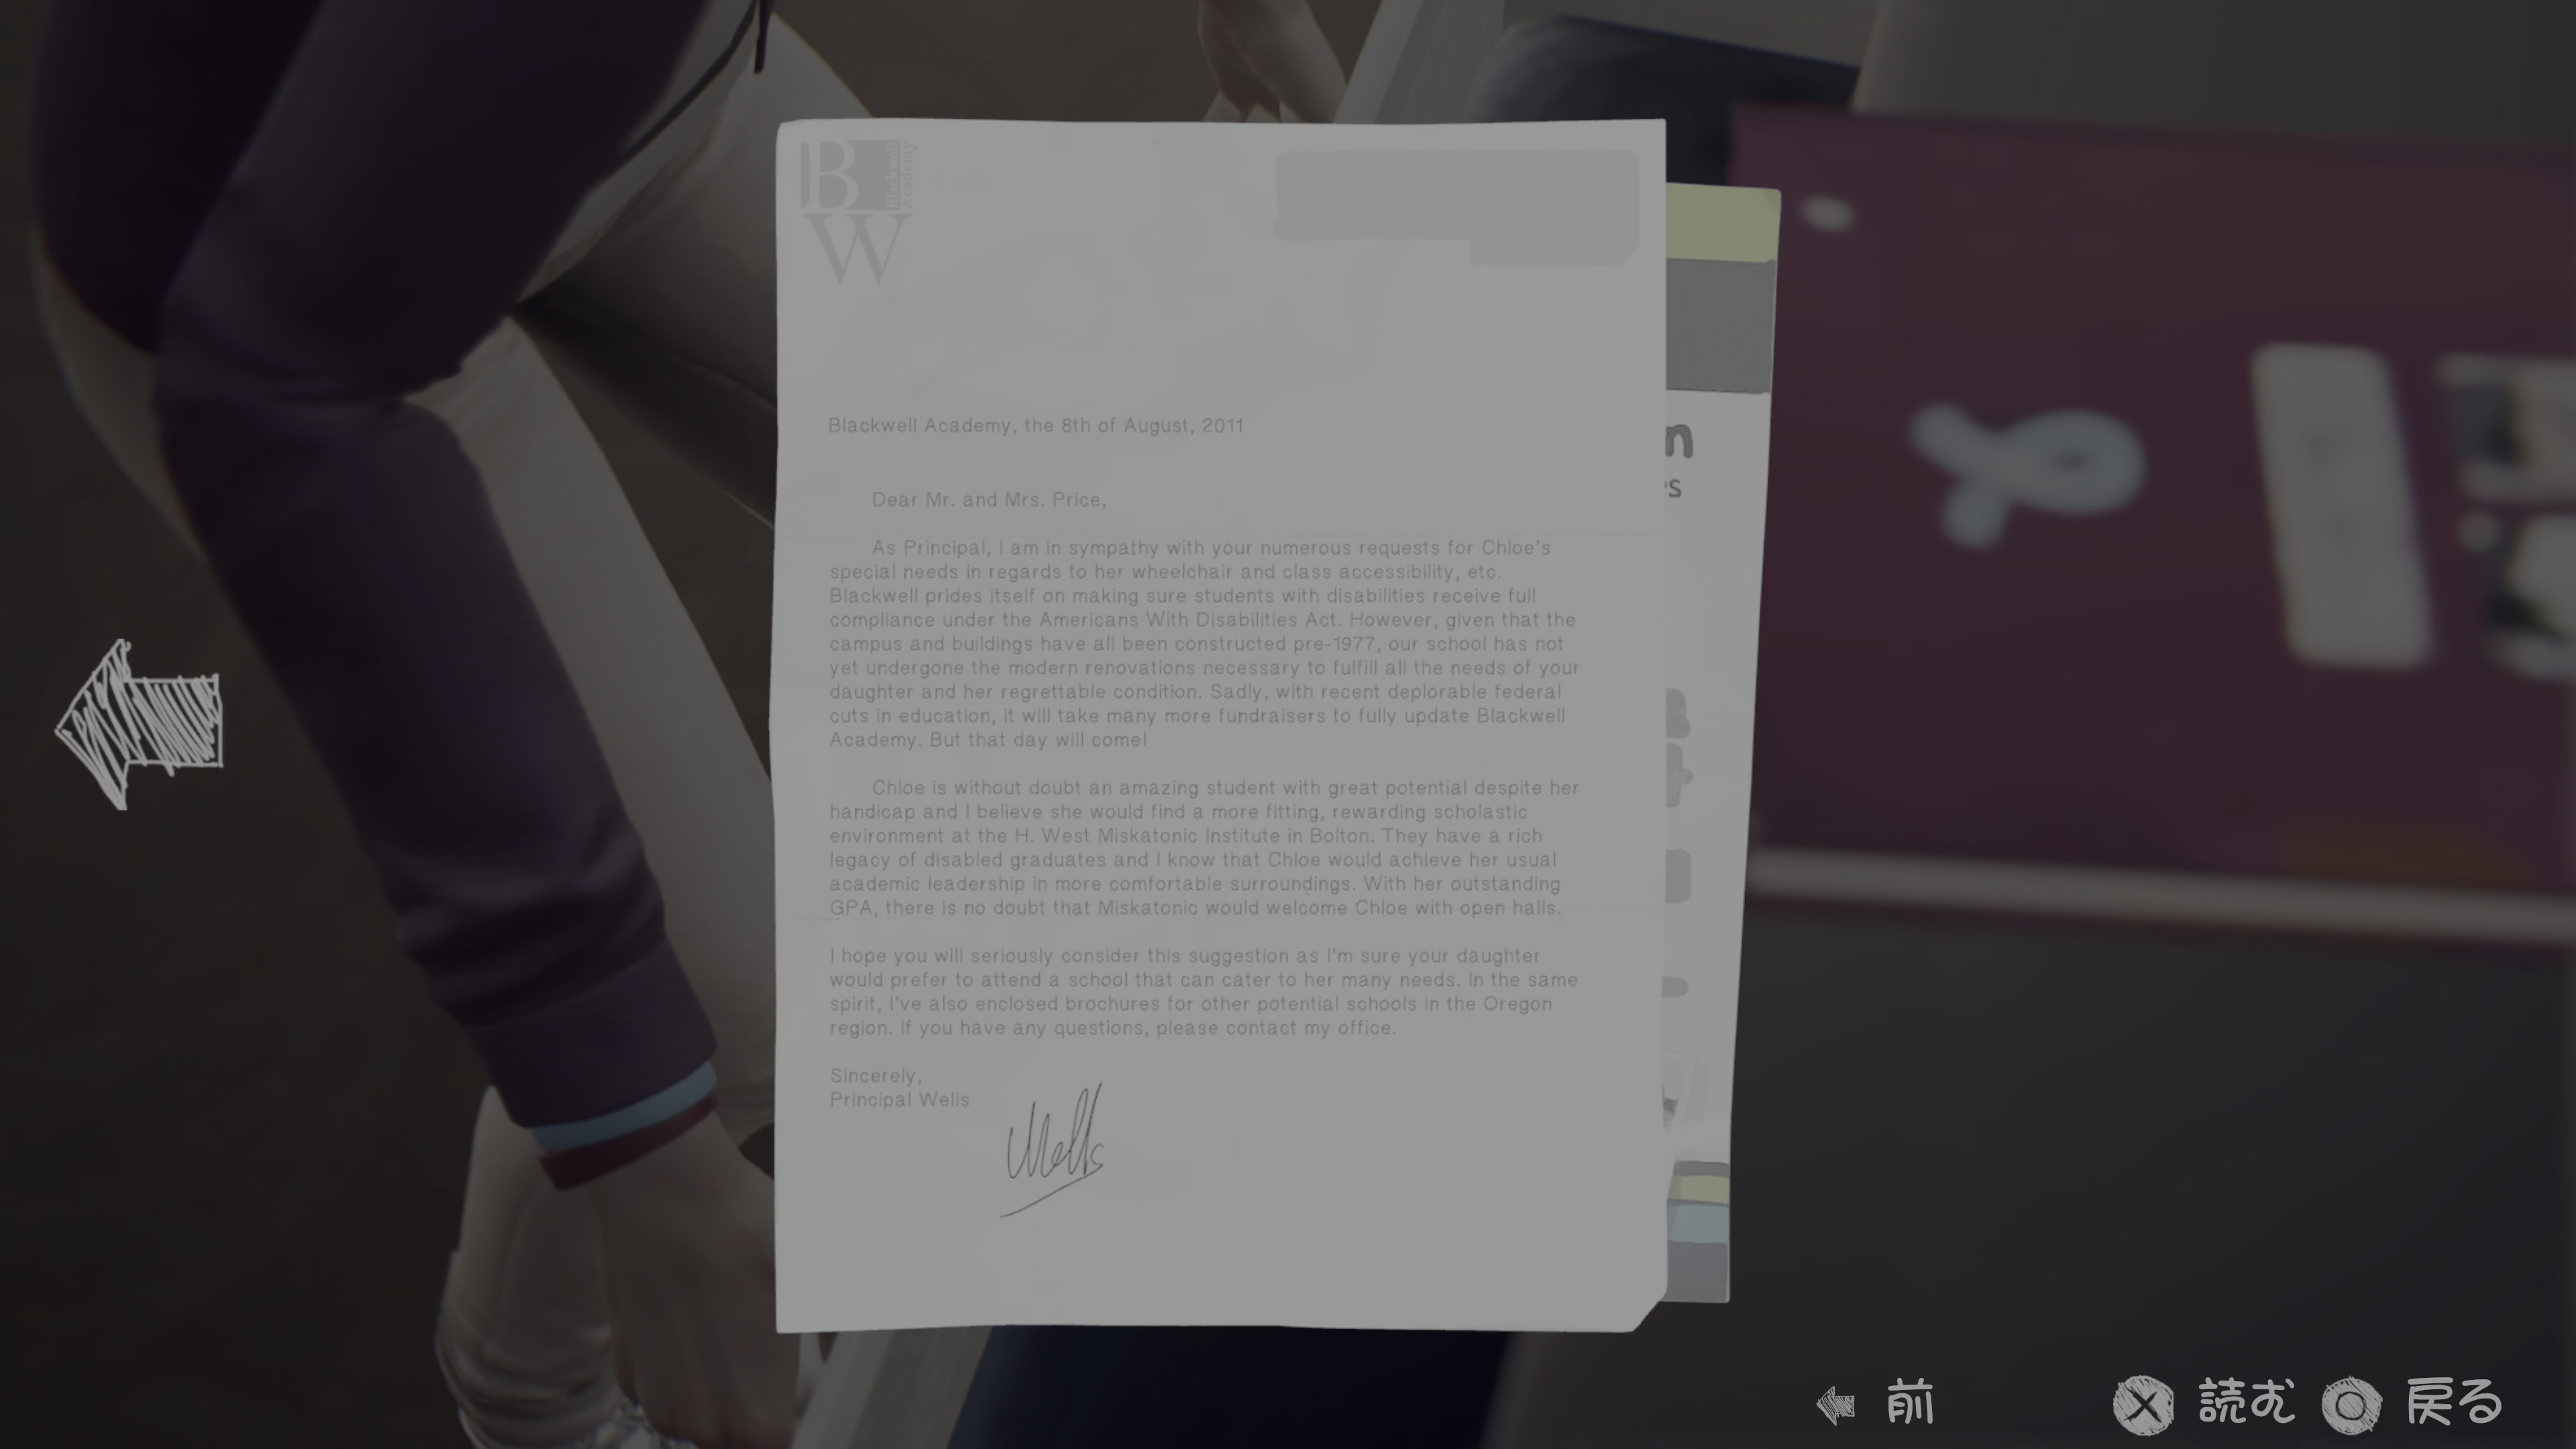 B
W
Blackwell
Academy
Blackwell Academy, the 8th of August, 2011
Dear Mr. and Mrs. Price,
As Principal, I am in sympathy with your numerous requests for Chloe's
special needs in regards to her wheelchair and class accessibility, etc.
Blackwell prides itself on making sure students with disabilities receive full
compliance under the Americans With Disabilities Act. However, given that the
campus and buildings have all been constructed pre-1977, our school has not
yet undergone the modern renovations necessary to fulfill all the needs of your
daughter and her regrettable condition. Sadly, with recent deplorable federal
cuts in education, it will take many more fundraisers to fully update Blackwell
Academy. But that day will come!
Chloe is without doubt an amazing student with great potential despite her
handicap and I believe she would find a more fitting, rewarding scholastic
environment at the H. West Miskatonic Institute in Bolton. They have a rich
legacy of disabled graduates and I know that Chloe would achieve her usual
academic leadership in more comfortable surroundings. With her outstanding
GPA, there is no doubt that Miskatonic would welcome Chloe with open halls.
I hope you will seriously consider this suggestion as I'm sure your daughter
would prefer to attend a school that can cater to her many needs. In the same
spirit, I've also enclosed brochures for other potential schools in the Oregon
region. If you have any questions, please contact my office.
Sincerely,
Principal Wells
Wells
n
s
前 読む 戻る